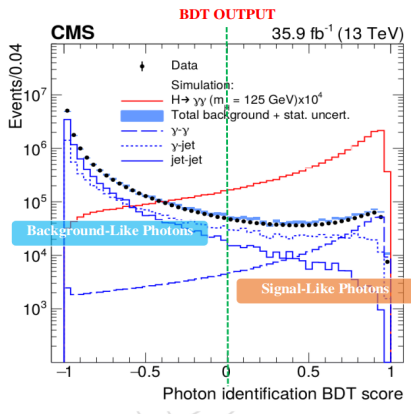 BDT OUTPUT
CMS 35.9 fb⁻¹ (13 TeV)
Events/0.04
10⁷
10⁶
10⁵
10⁴
10³
Data
Simulation:
H→ γγ (m = 125 GeV)x10⁴
Total background + stat. uncert.
γ-γ
γ-jet
jet-jet
Background-Like Photons
Signal-Like Photons
−1 −0.5 0 0.5 1
Photon identification BDT score